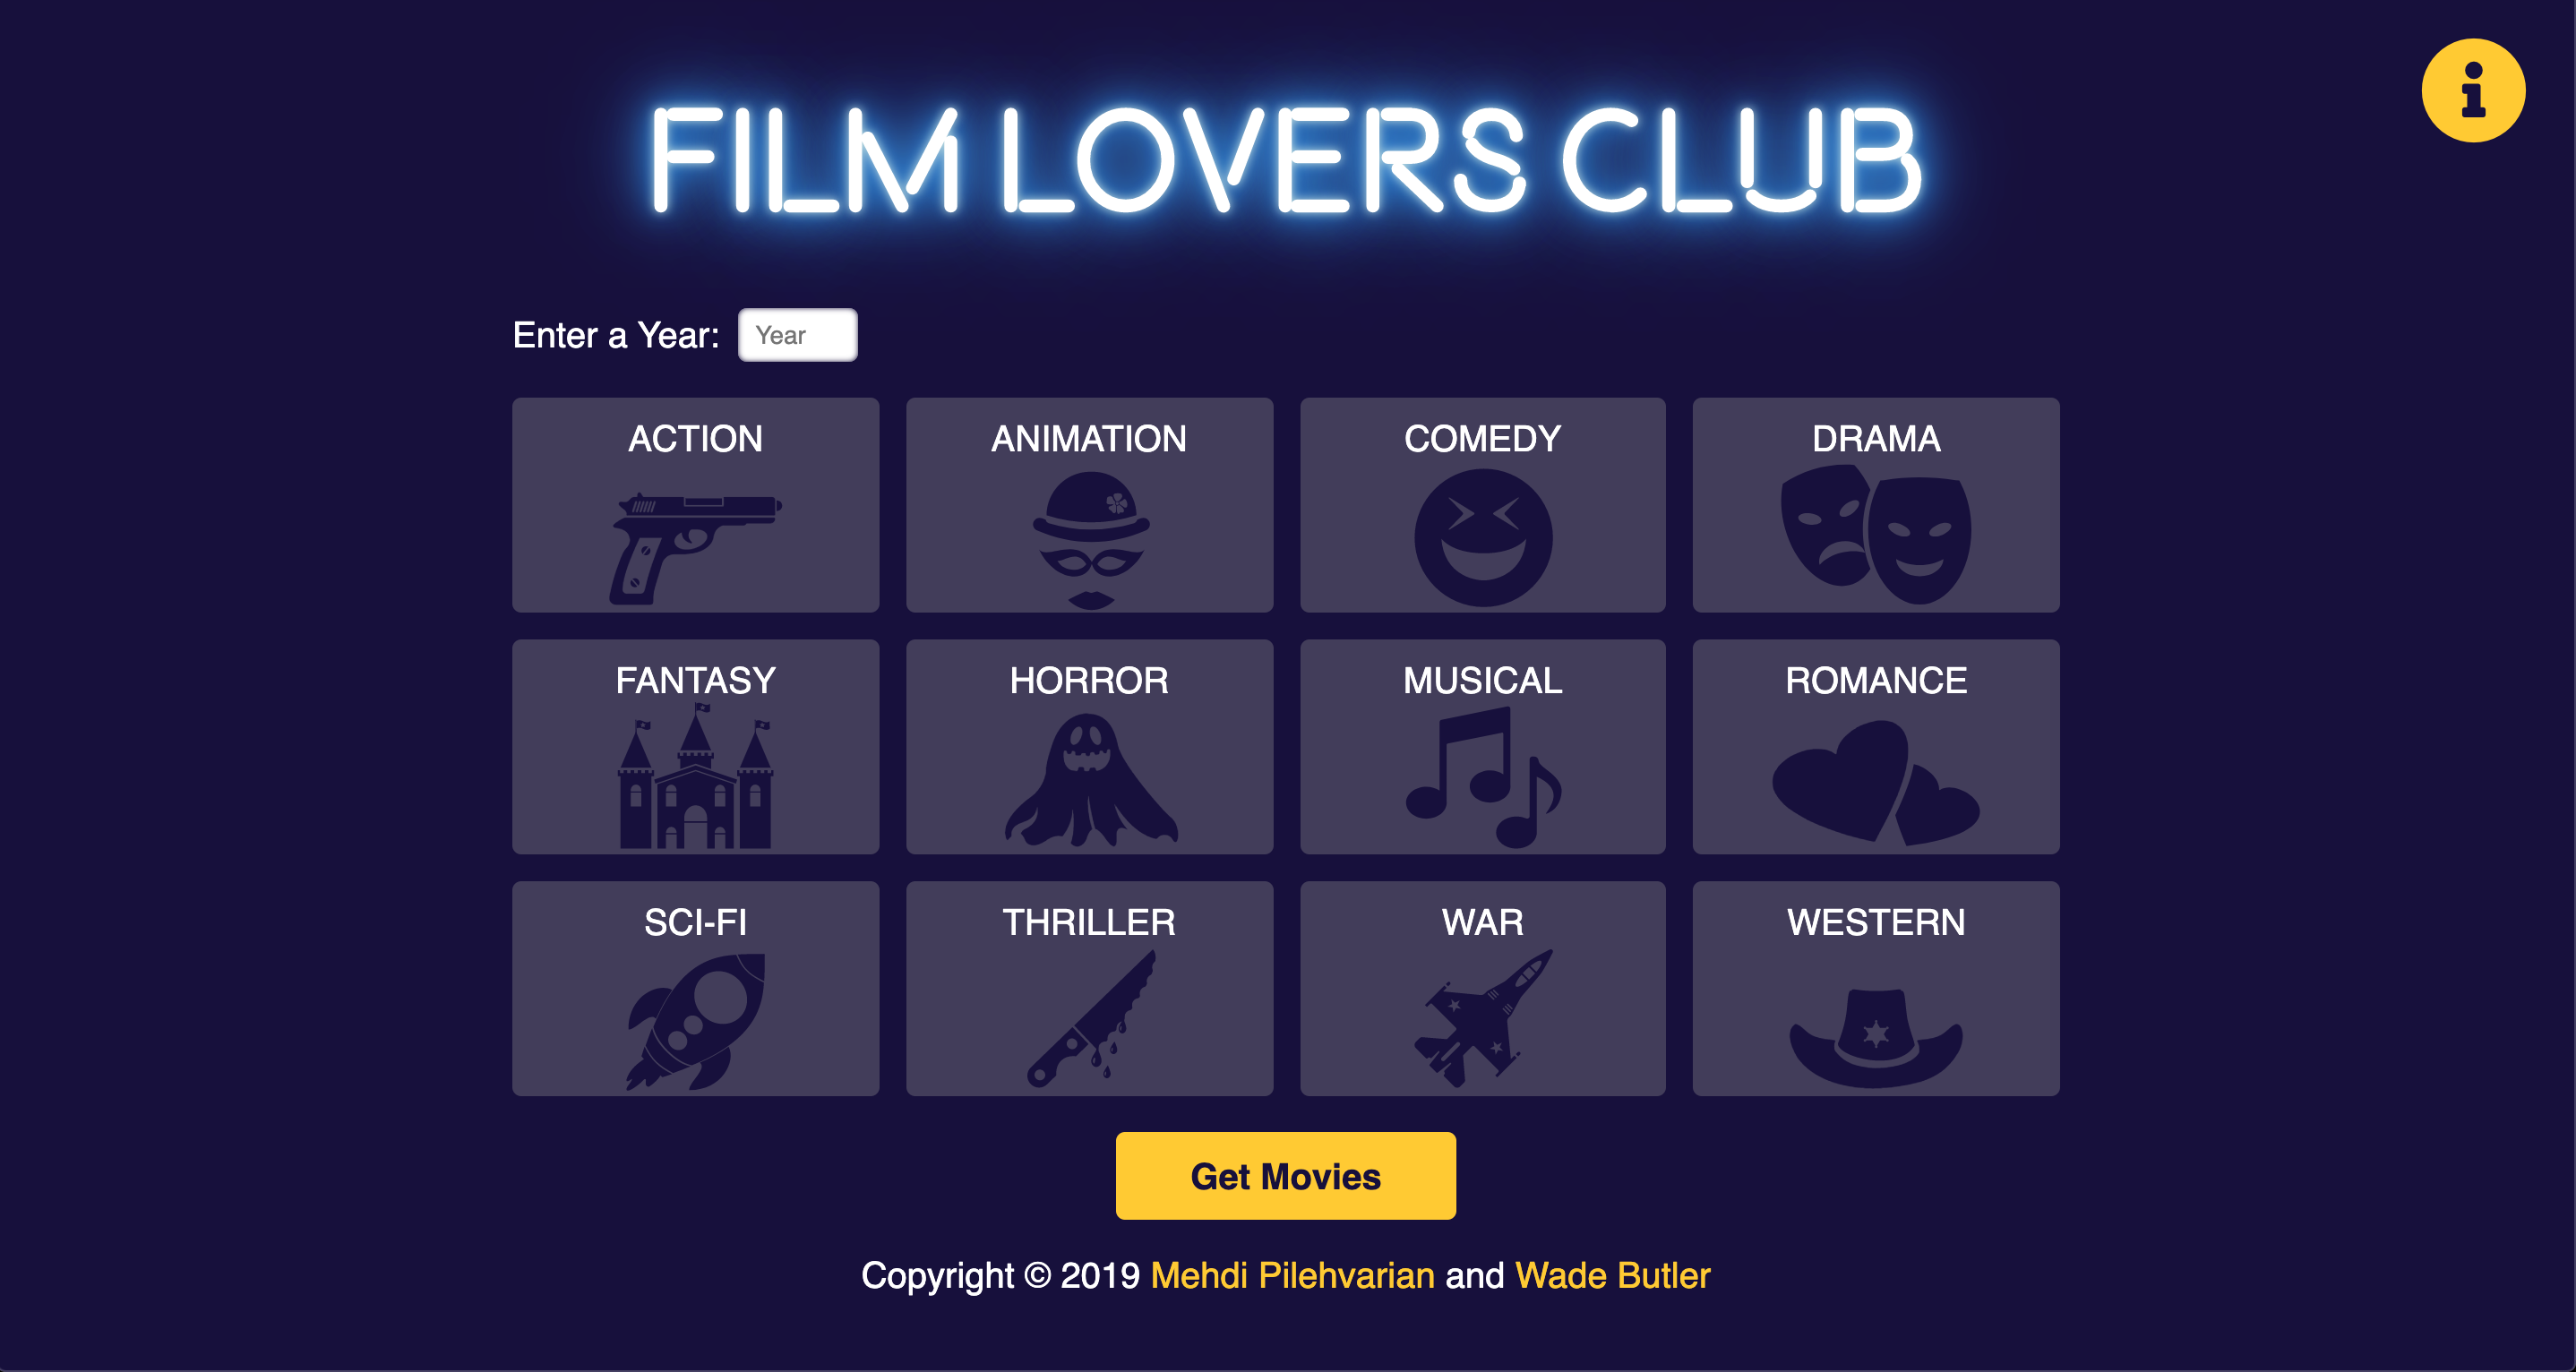 FILM LOVERS CLUB
Enter a Year: Year
ACTION
ANIMATION
COMEDY
DRAMA
FANTASY
HORROR
MUSICAL
ROMANCE
SCI-FI
THRILLER
WAR
WESTERN
Get Movies
Copyright © 2019 Mehdi Pilehvarian and Wade Butler